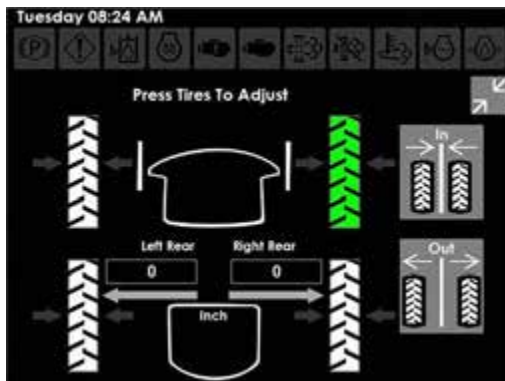 Tuesday 08:24 AM
Press Tires To Adjust
In
Left Rear Right Rear
0 0
Out
Inch